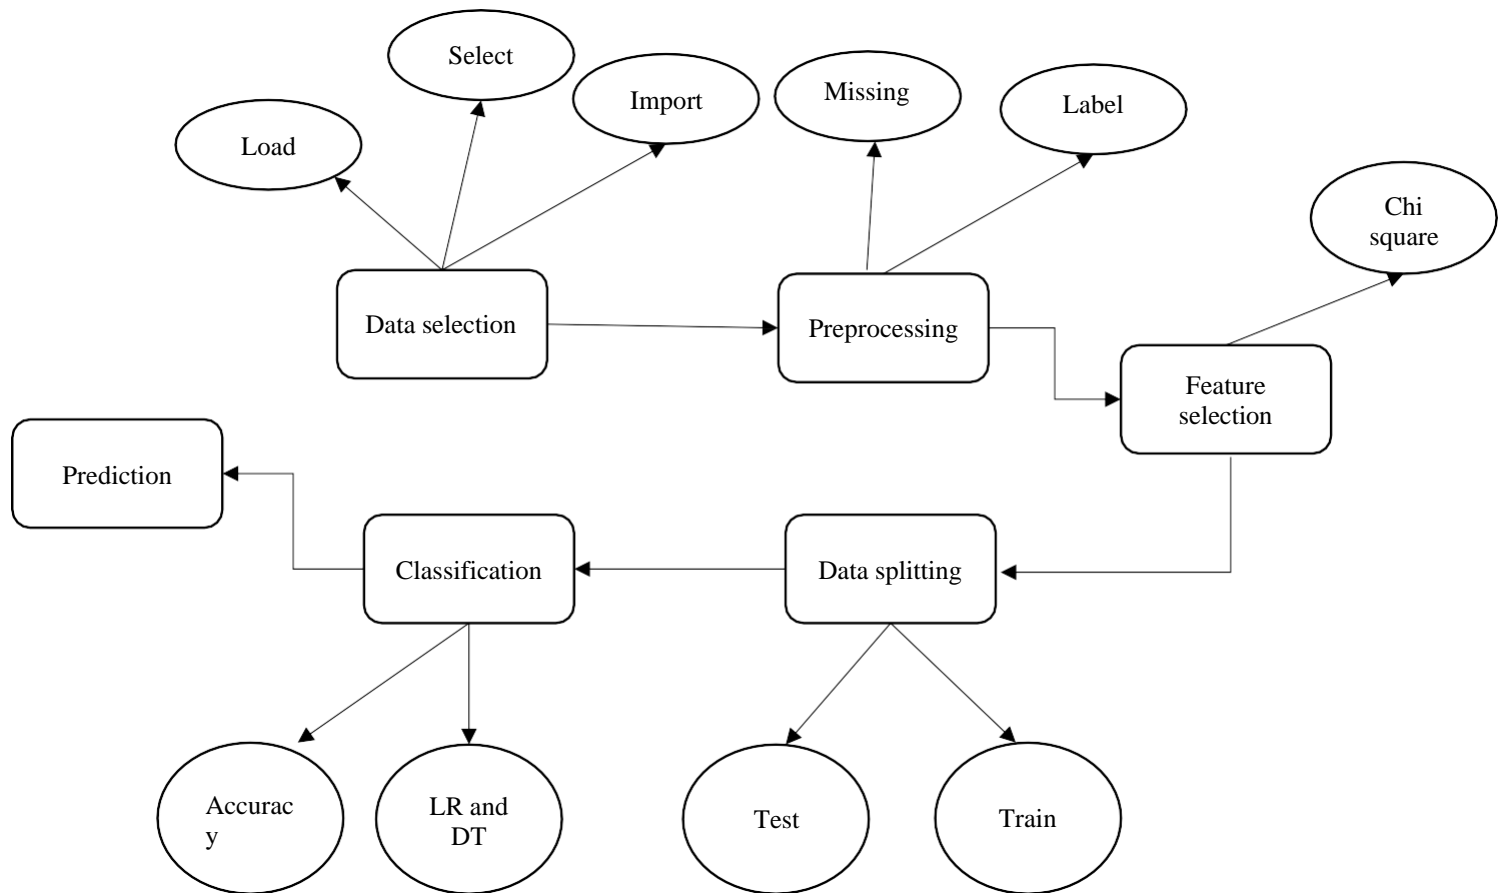 Select
Import
Missing
Label
Load
Chi
square
Data selection
Preprocessing
Feature
selection
Prediction
Classification
Data splitting
Accurac
y
LR and
DT
Test
Train